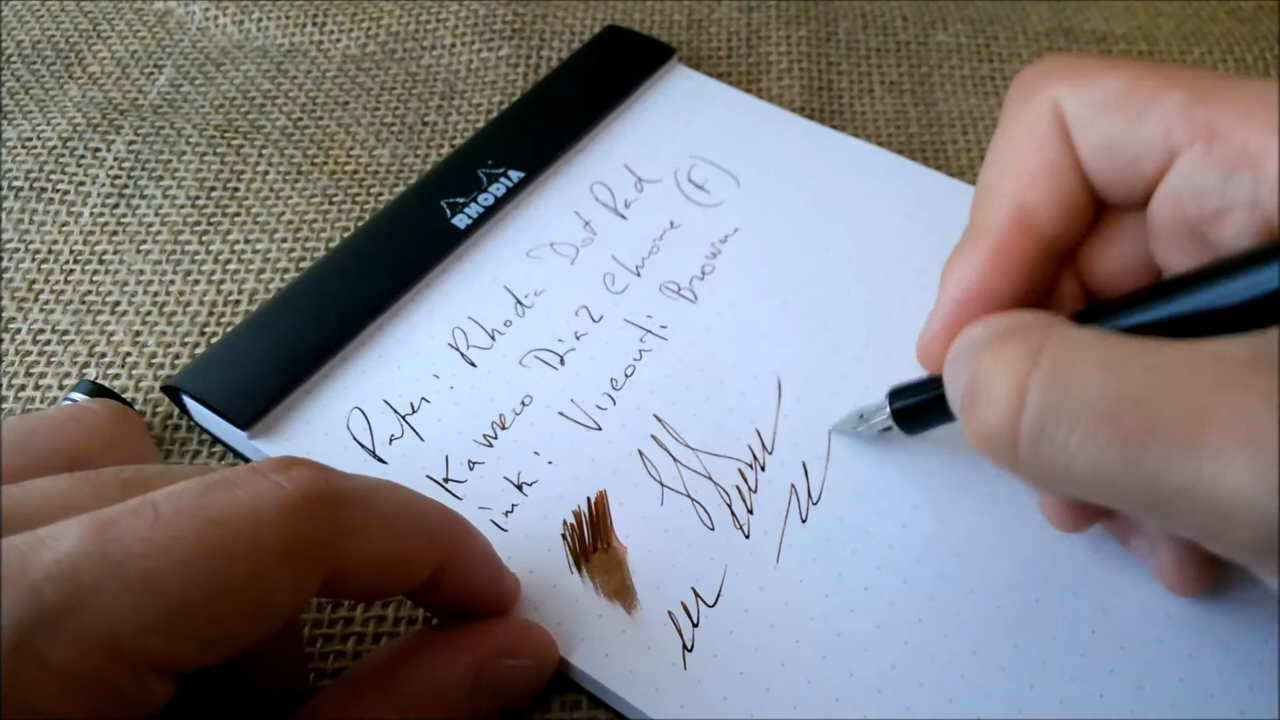 RHODIA
Paper: Rhodia Dot Pad
Kaweco Dia2 Chrome (F)
ink: Visconti Brown